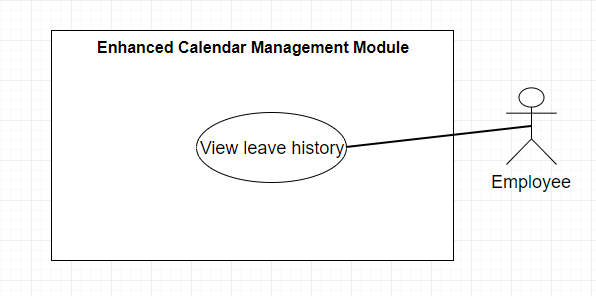 Enhanced Calendar Management Module
View leave history
Employee